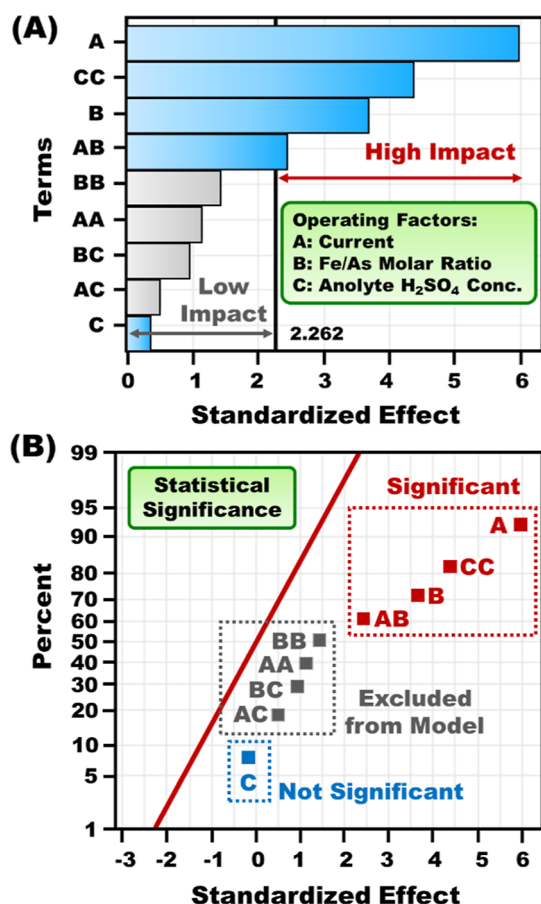 (A)
Terms
A
CC
B
AB
BB
AA
BC
AC
C
High Impact
Operating Factors:
A: Current
B: Fe/As Molar Ratio
C: Anolyte H₂SO₄ Conc.
Low
Impact
2.262
0 1 2 3 4 5 6
Standardized Effect
(B)
Percent
99
95
90
80
70
60
50
40
30
20
10
5
1
Statistical
Significance
Significant
A
CC
B
AB
BB
AA
BC
AC
Excluded
from Model
C
Not Significant
-3 -2 -1 0 1 2 3 4 5 6
Standardized Effect